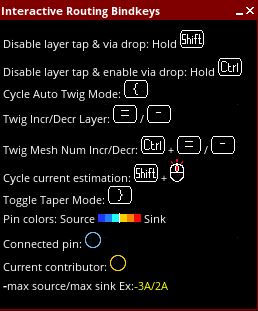 Interactive Routing Bindkeys
Disable layer tap & via drop: Hold Shift
Disable layer tap & enable via drop: Hold Ctrl
Cycle Auto Twig Mode: {
Twig Incr/Decr Layer: = / -
Twig Mesh Num Incr/Decr: Ctrl + = / -
Cycle current estimation: Shift +
Toggle Taper Mode: }
Pin colors: Source Sink
Connected pin:
Current contributor:
-max source/max sink Ex:-3A/2A